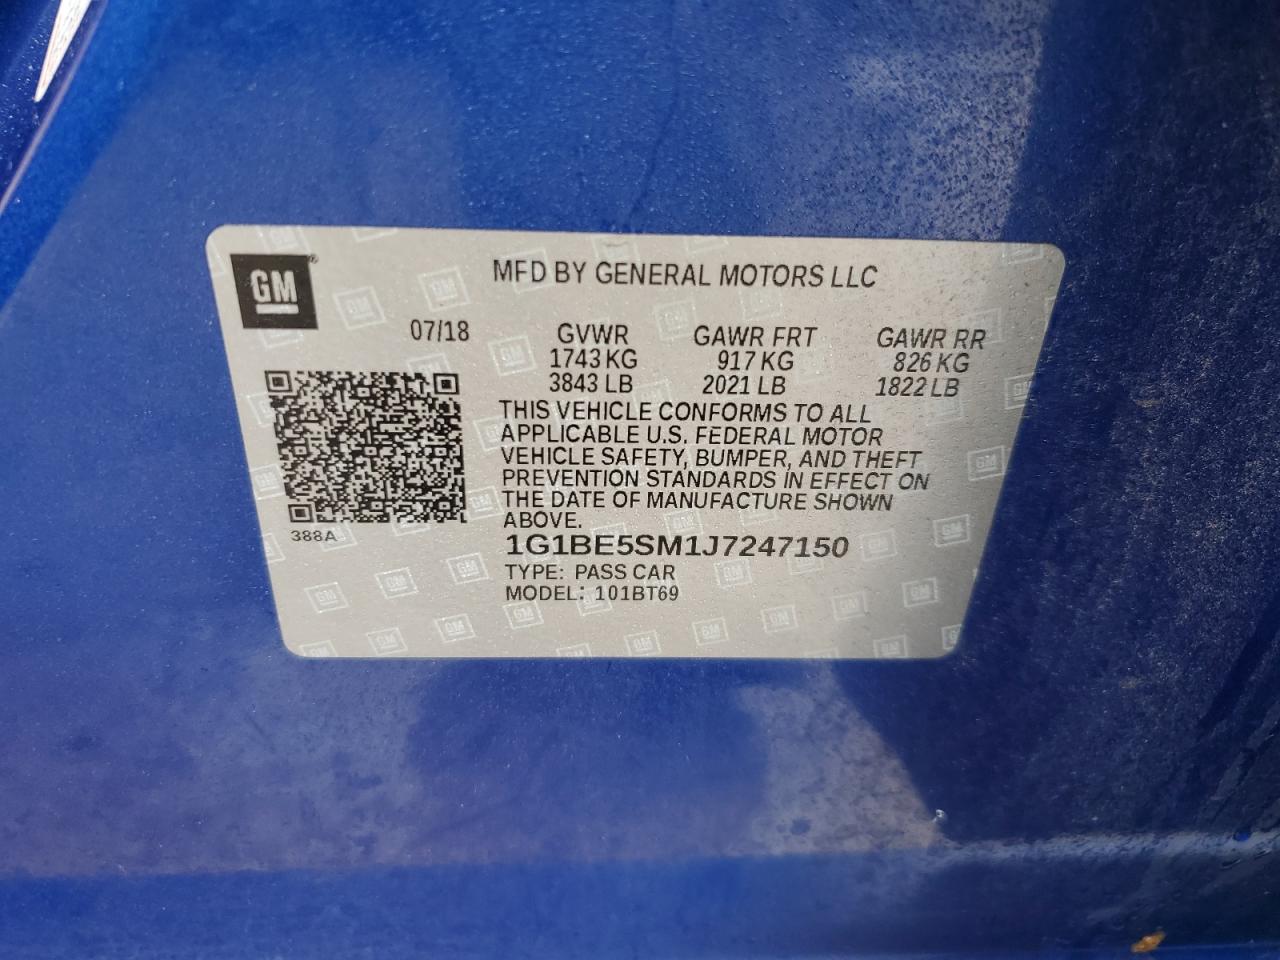 GM
MFD BY GENERAL MOTORS LLC
07/18
GVWR GAWR FRT GAWR RR
1743 KG 917 KG 826 KG
3843 LB 2021 LB 1822 LB
THIS VEHICLE CONFORMS TO ALL
APPLICABLE U.S. FEDERAL MOTOR
VEHICLE SAFETY, BUMPER, AND THEFT
PREVENTION STANDARDS IN EFFECT ON
THE DATE OF MANUFACTURE SHOWN
ABOVE.
388A
1G1BE5SM1J7247150
TYPE: PASS CAR
MODEL: 101BT69